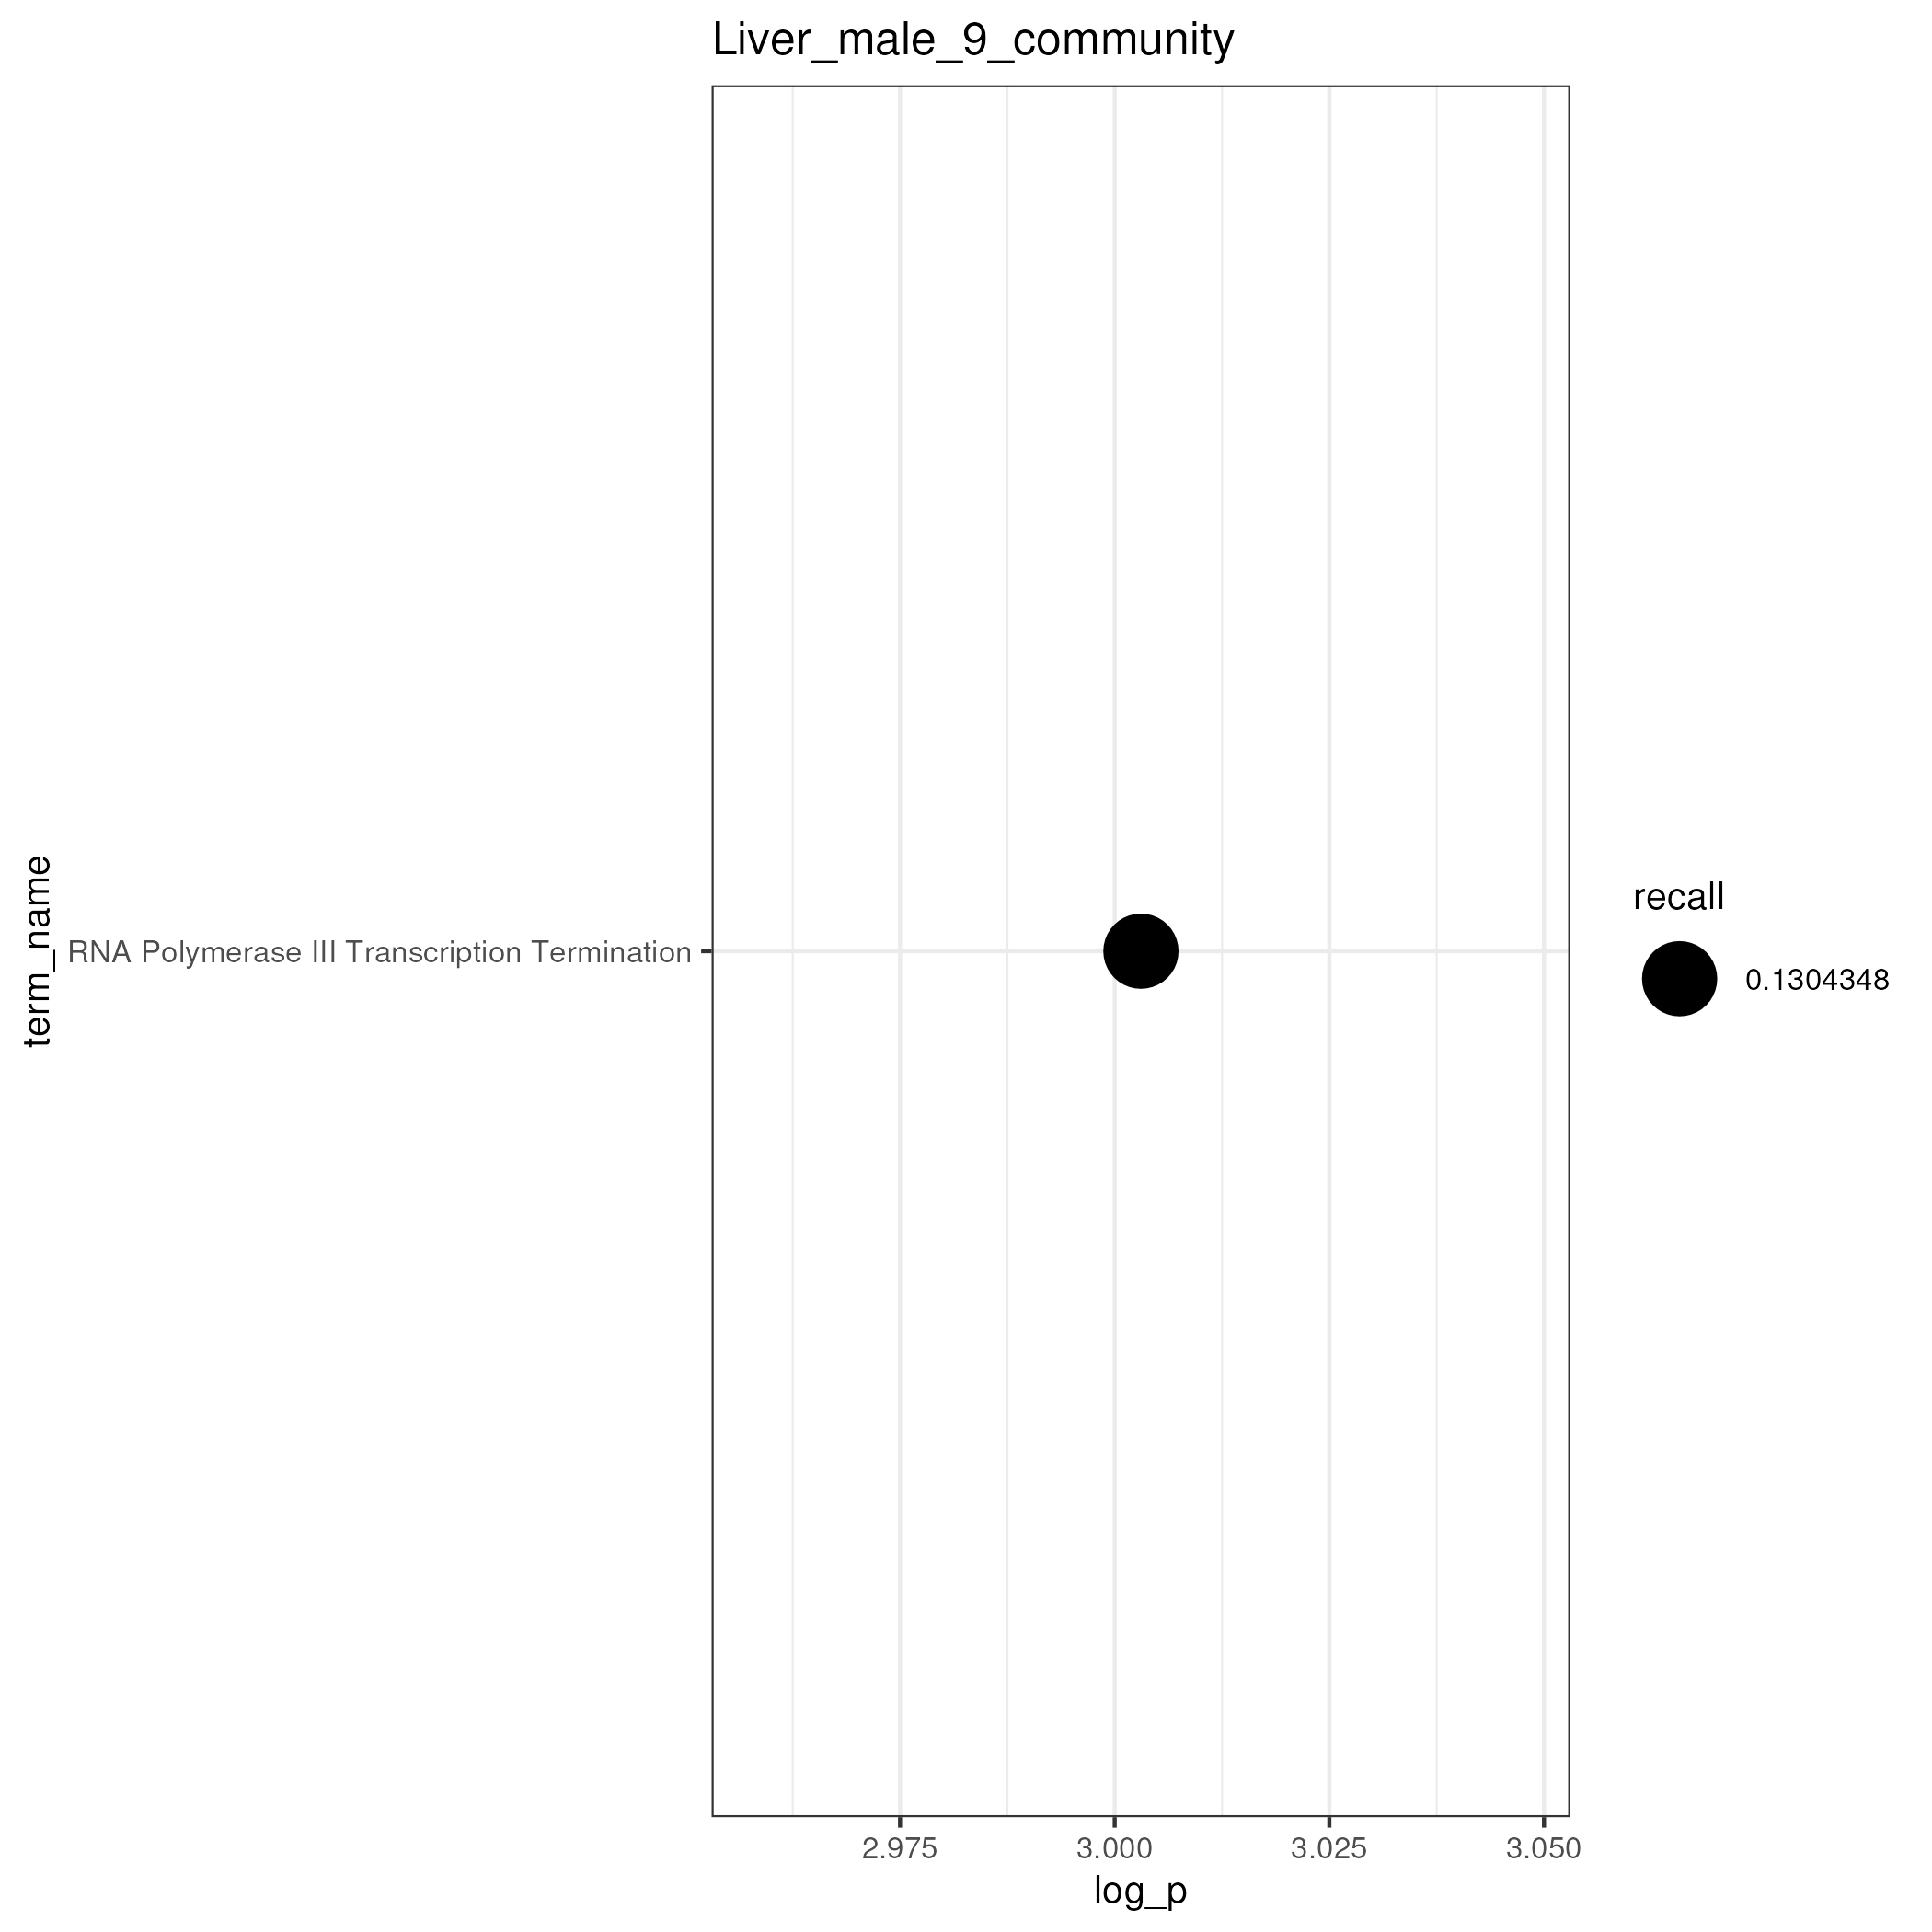 Liver_male_9_community
term_name
RNA Polymerase III Transcription Termination
recall
0.1304348
2.975 3.000 3.025 3.050
log_p